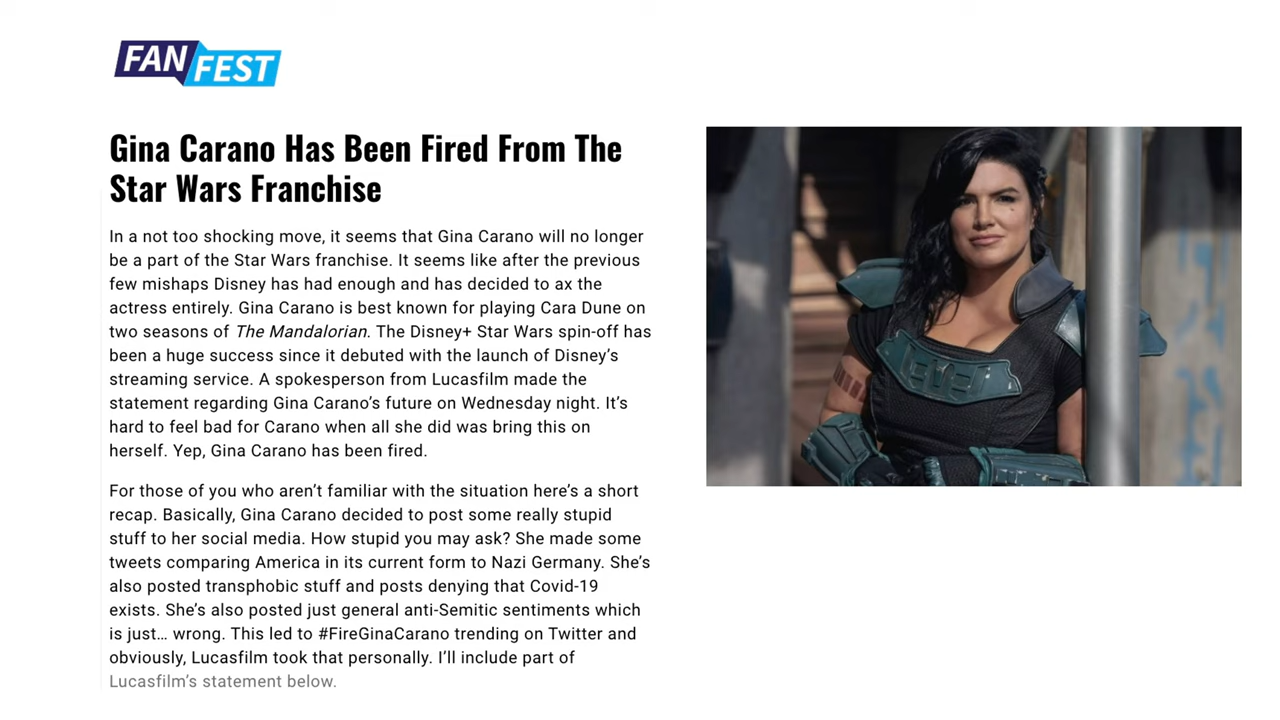 FAN FEST
Gina Carano Has Been Fired From The
Star Wars Franchise
In a not too shocking move, it seems that Gina Carano will no longer
be a part of the Star Wars franchise. It seems like after the previous
few mishaps Disney has had enough and has decided to ax the
actress entirely. Gina Carano is best known for playing Cara Dune on
two seasons of The Mandalorian. The Disney+ Star Wars spin-off has
been a huge success since it debuted with the launch of Disney’s
streaming service. A spokesperson from Lucasfilm made the
statement regarding Gina Carano’s future on Wednesday night. It’s
hard to feel bad for Carano when all she did was bring this on
herself. Yep, Gina Carano has been fired.
For those of you who aren’t familiar with the situation here’s a short
recap. Basically, Gina Carano decided to post some really stupid
stuff to her social media. How stupid you may ask? She made some
tweets comparing America in its current form to Nazi Germany. She’s
also posted transphobic stuff and posts denying that Covid-19
exists. She’s also posted just general anti-Semitic sentiments which
is just… wrong. This led to #FireGinaCarano trending on Twitter and
obviously, Lucasfilm took that personally. I’ll include part of
Lucasfilm’s statement below.